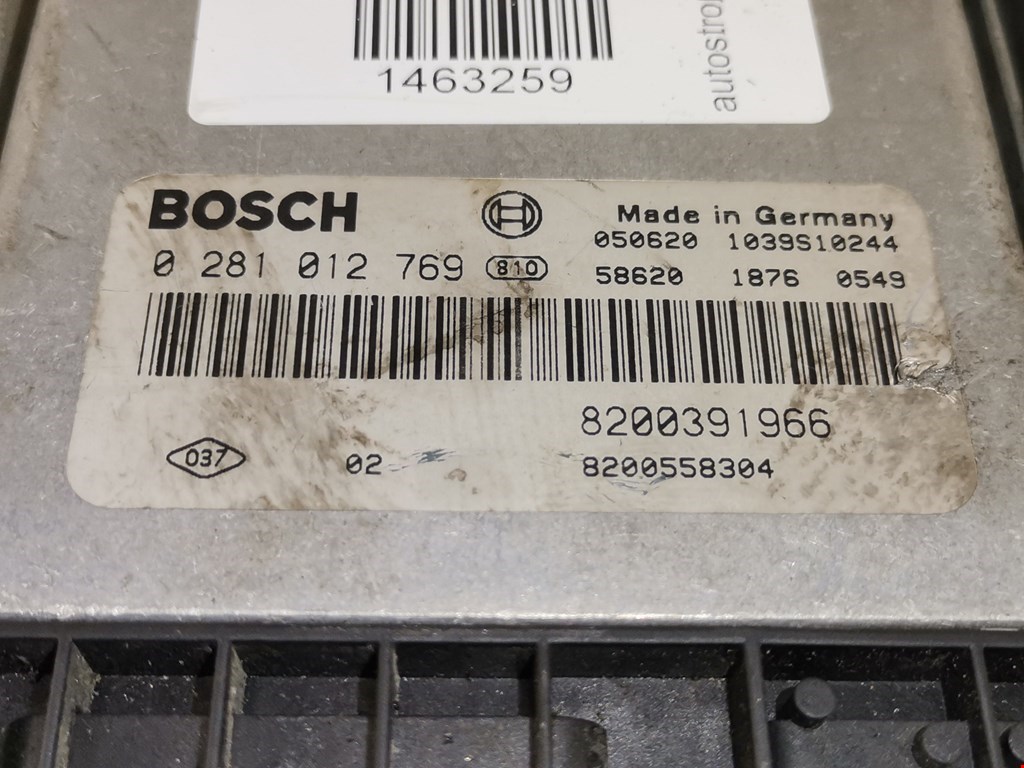 1463259
autostro
BOSCH
Made in Germany
050620 1039S10244
0 281 012 769 810
58620 1876 0549
8200391966
037 02 8200558304